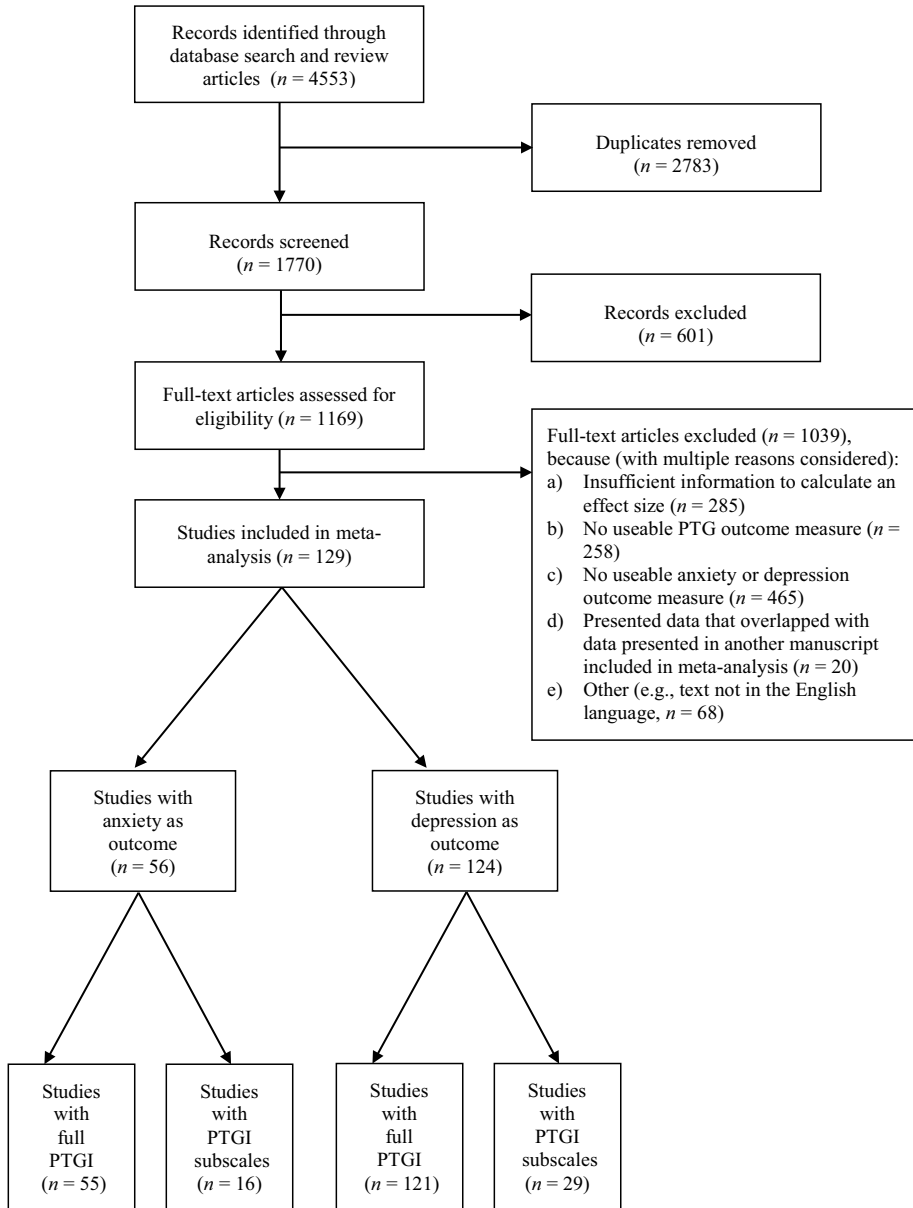 Records identified through
database search and review
articles (n = 4553)
Duplicates removed
(n = 2783)
Records screened
(n = 1770)
Records excluded
(n = 601)
Full-text articles assessed for
eligibility (n = 1169)
Full-text articles excluded (n = 1039),
because (with multiple reasons considered):
a) Insufficient information to calculate an
effect size (n = 285)
b) No useable PTG outcome measure (n =
258)
c) No useable anxiety or depression
outcome measure (n = 465)
d) Presented data that overlapped with
data presented in another manuscript
included in meta-analysis (n = 20)
e) Other (e.g., text not in the English
language, n = 68)
Studies included in meta-
analysis (n = 129)
Studies with
anxiety as
outcome
(n = 56)
Studies with
depression as
outcome
(n = 124)
Studies
with
full
PTGI
(n = 55)
Studies
with
PTGI
subscales
(n = 16)
Studies
with
full
PTGI
(n = 121)
Studies
with
PTGI
subscales
(n = 29)